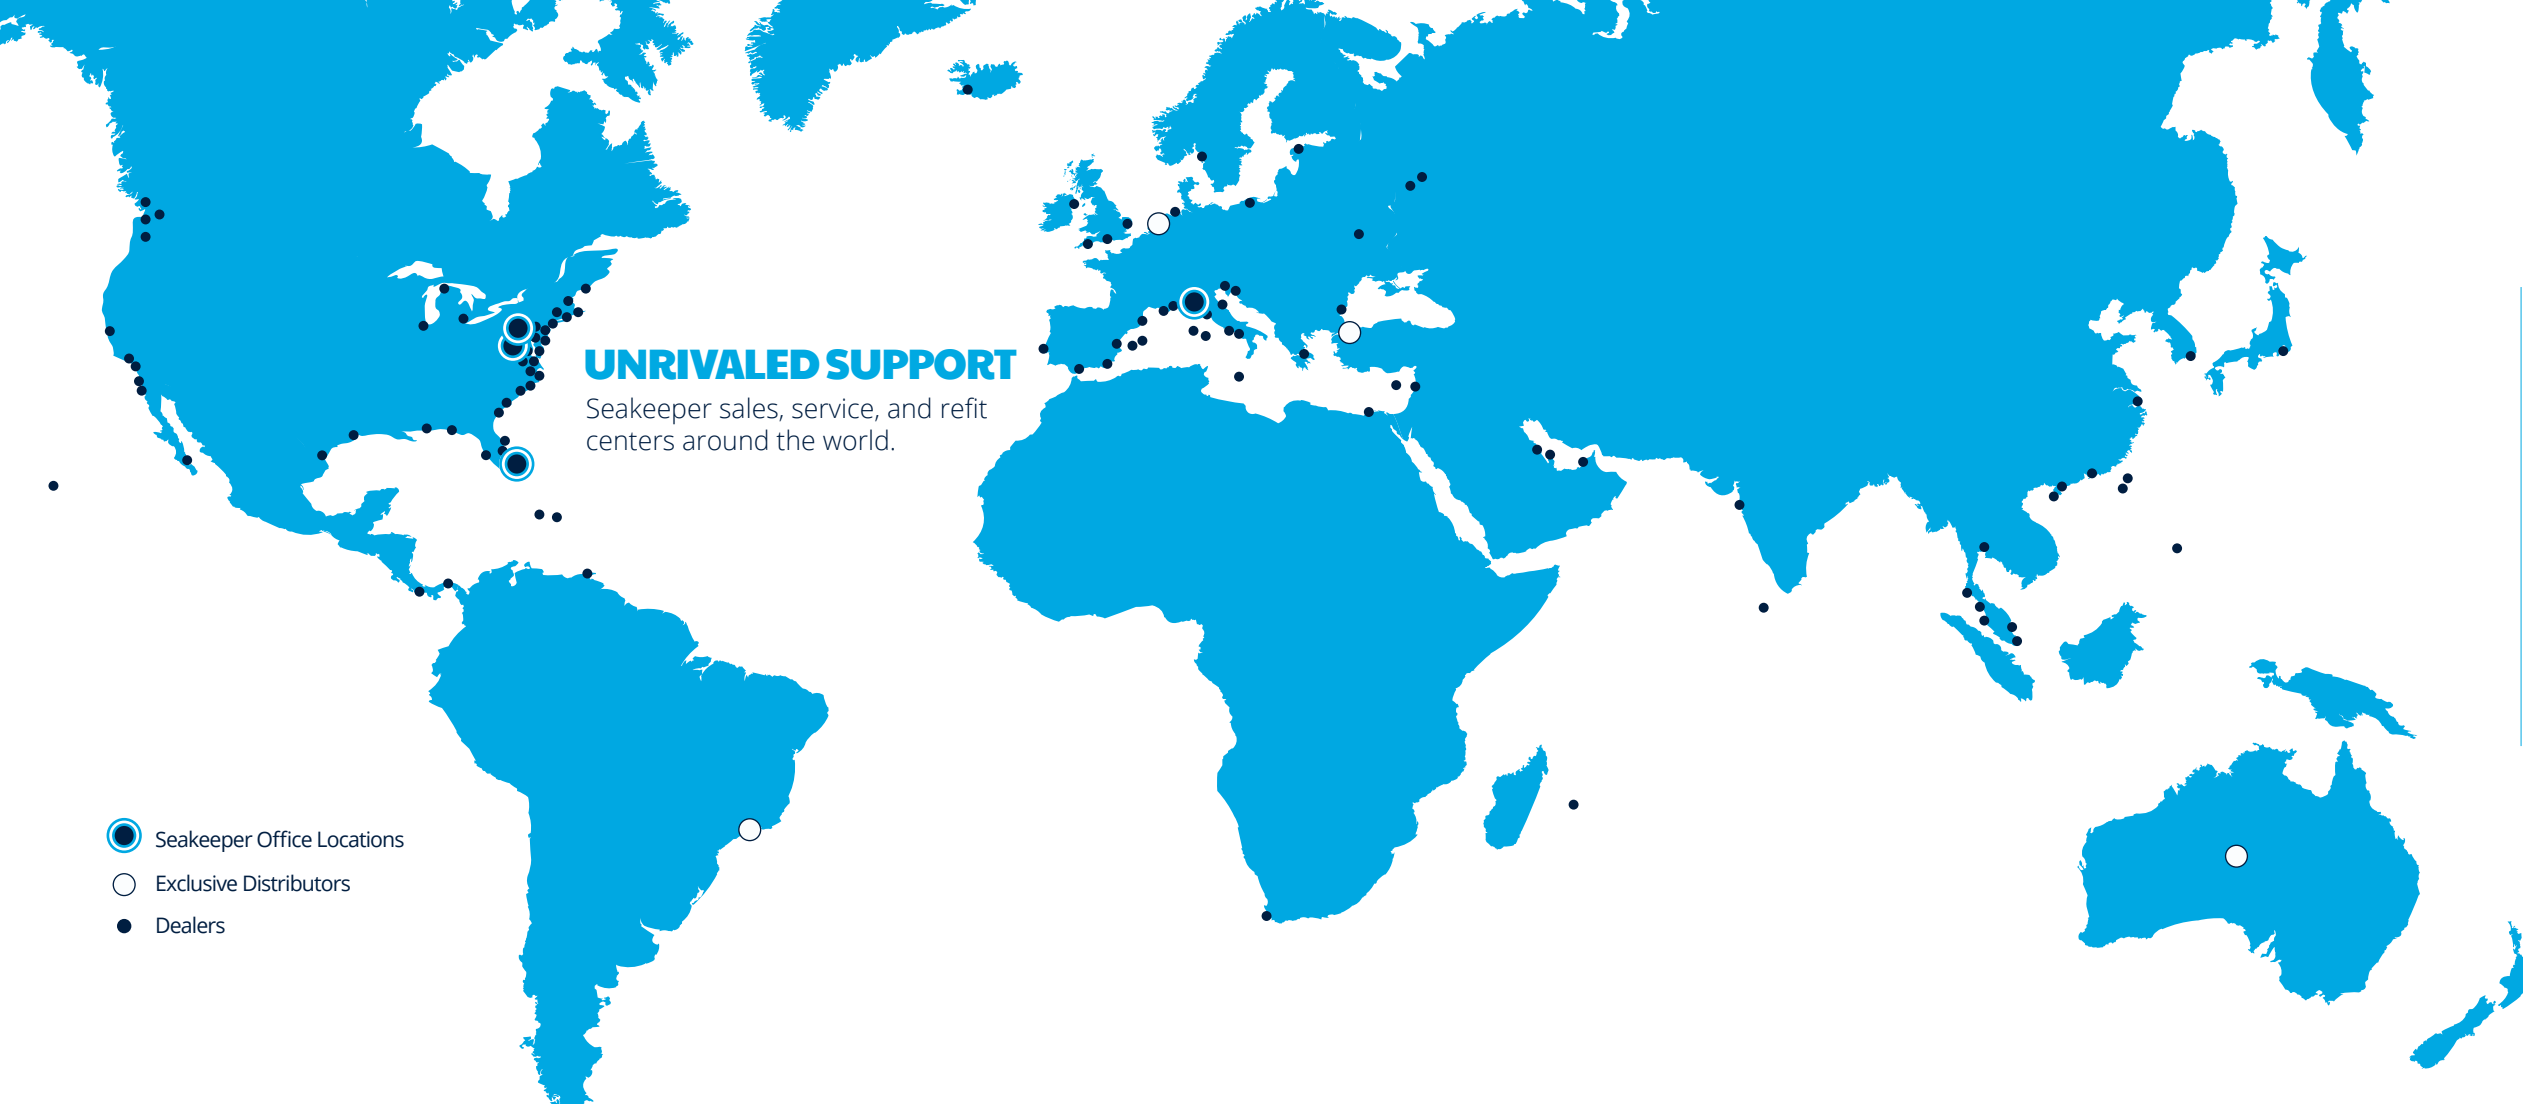 UNRIVALED SUPPORT
Seakeeper sales, service, and refit
centers around the world.
Seakeeper Office Locations
Exclusive Distributors
Dealers